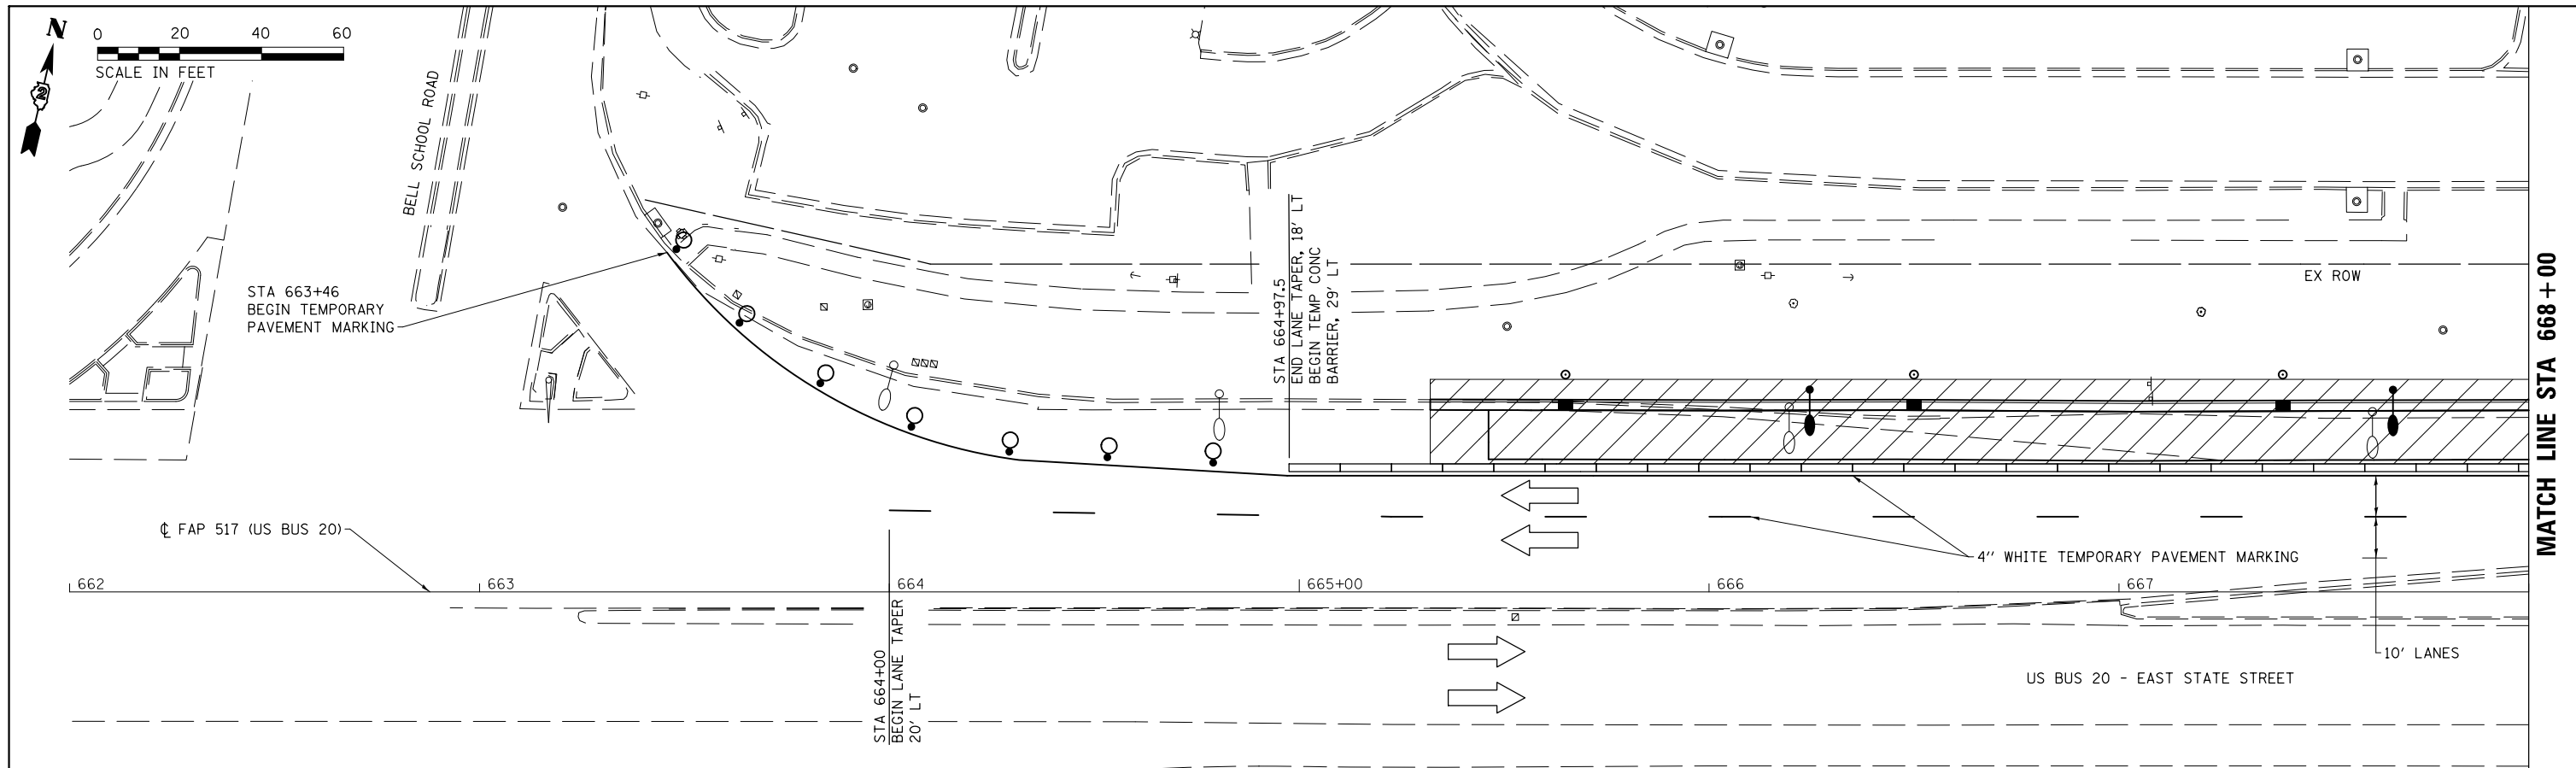 N
2
0 20 40 60
SCALE IN FEET
BELL SCHOOL ROAD
STA 663+46
BEGIN TEMPORARY
PAVEMENT MARKING
STA 664+97.5
END LANE TAPER, 18' LT
BEGIN TEMP CONC
BARRIER, 29' LT
EX ROW
MATCH LINE STA 668+00
℄ FAP 517 (US BUS 20)
4" WHITE TEMPORARY PAVEMENT MARKING
662 663 664 665+00 666 667
STA 664+00
BEGIN LANE TAPER
20' LT
10' LANES
US BUS 20 - EAST STATE STREET